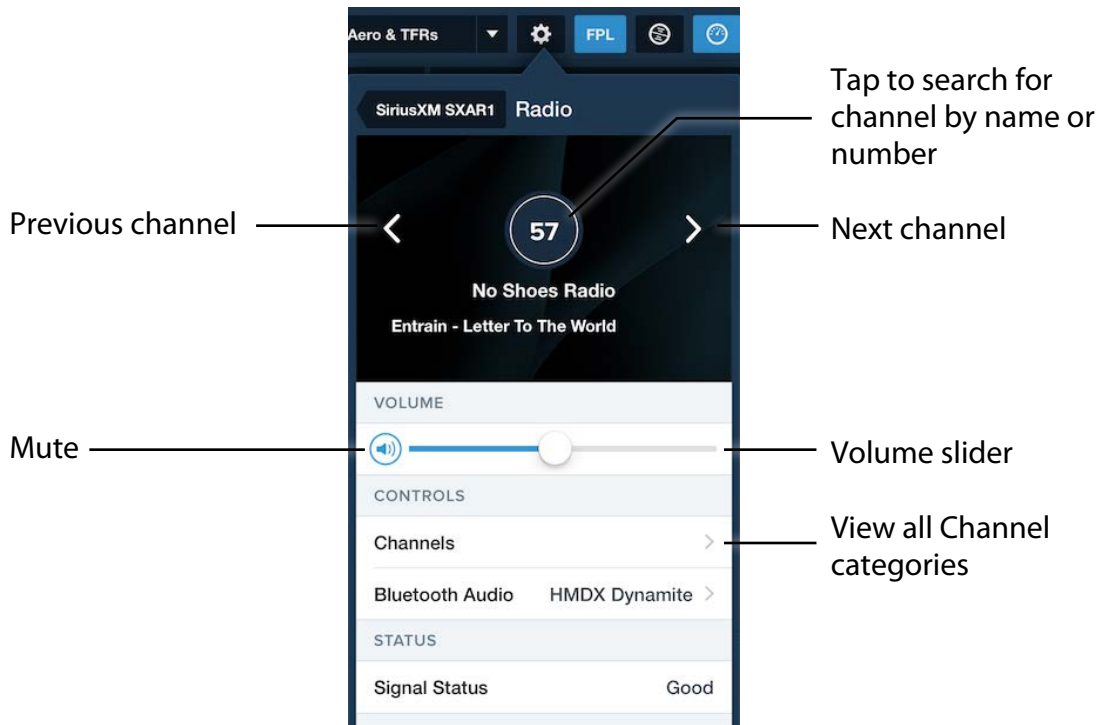 Aero & TFRs
FPL
SiriusXM SXAR1 Radio
Tap to search for
channel by name or
number
Previous channel
57
Next channel
No Shoes Radio
Entrain - Letter To The World
VOLUME
Mute
Volume slider
CONTROLS
Channels
View all Channel
categories
Bluetooth Audio HMDX Dynamite
STATUS
Signal Status Good